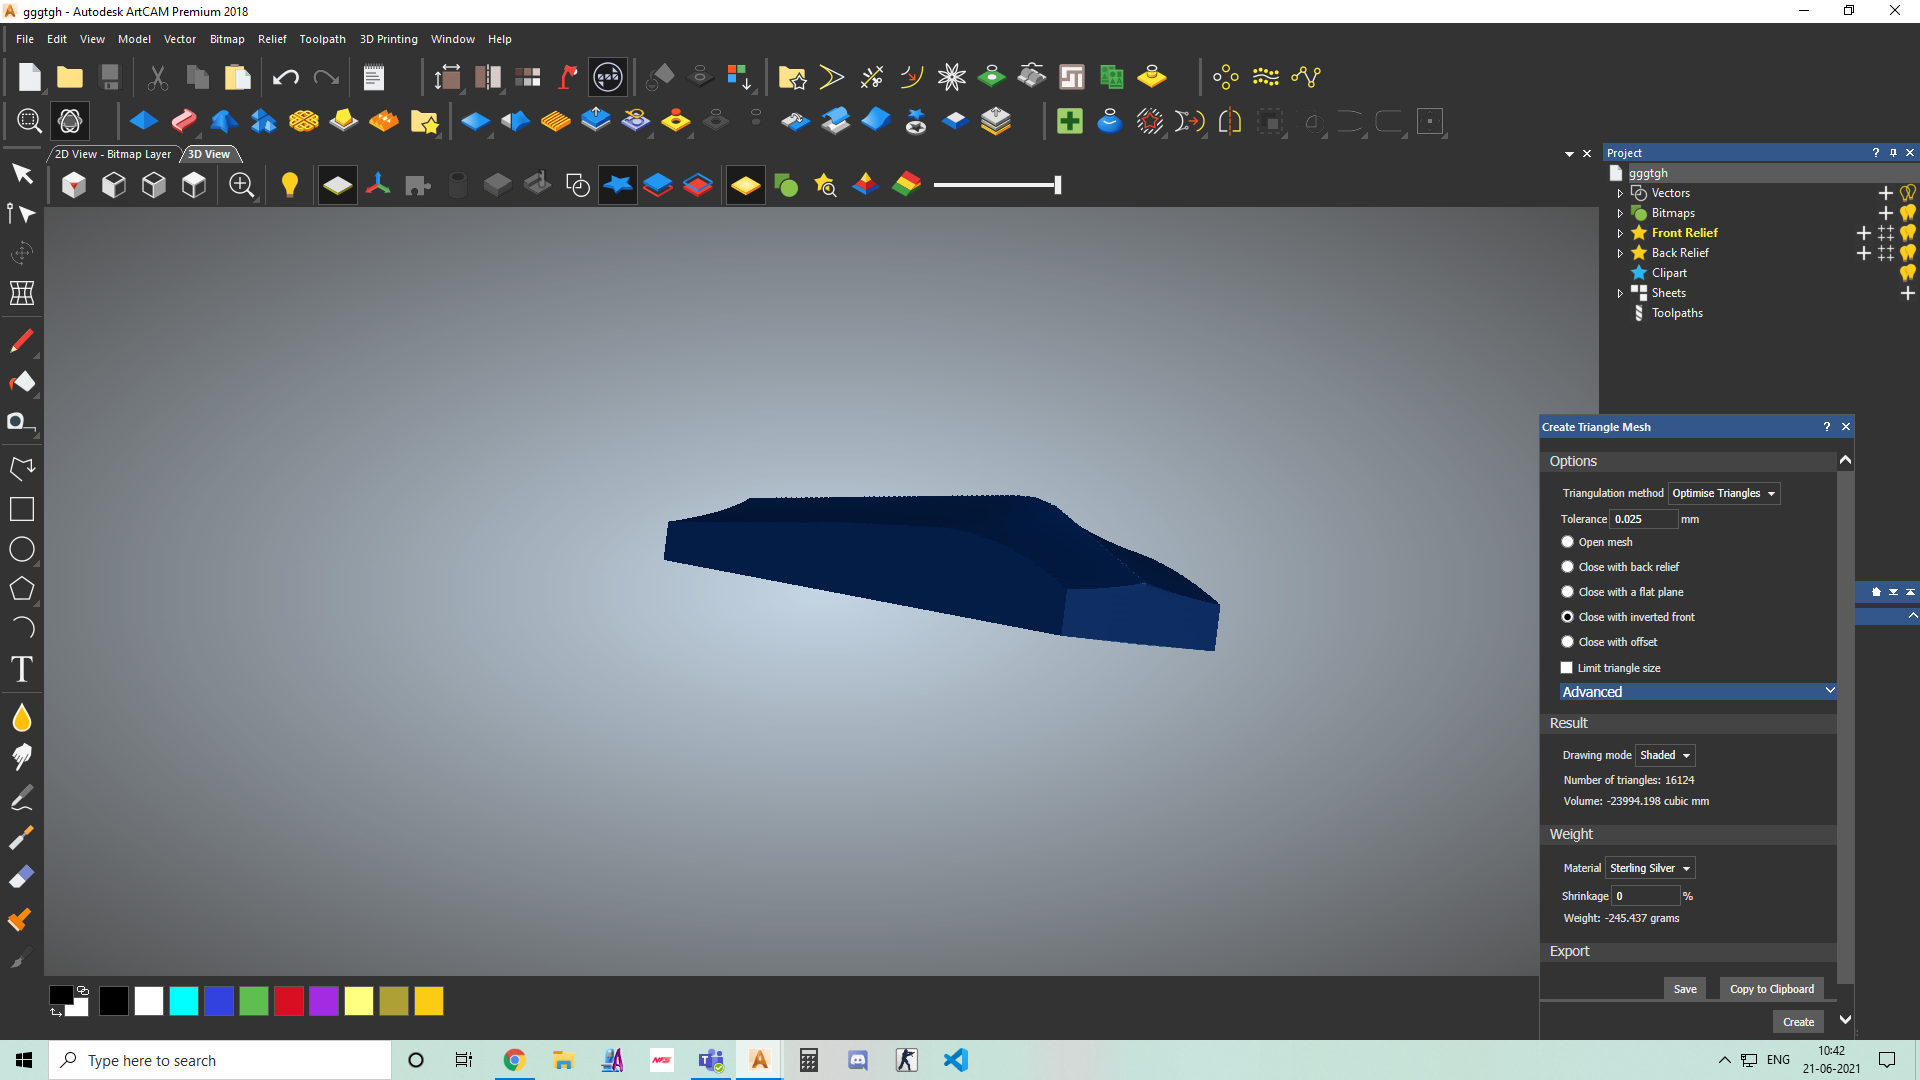 gggtgh - Autodesk ArtCAM Premium 2018
File Edit View Model Vector Bitmap Relief Toolpath 3D Printing Window Help
2D View - Bitmap Layer
3D View
Project
gggtgh
Vectors
Bitmaps
Front Relief
Back Relief
Clipart
Sheets
Toolpaths
T
Create Triangle Mesh
Options
Triangulation method Optimise Triangles
Tolerance 0.025 mm
Open mesh
Close with back relief
Close with a flat plane
Close with inverted front
Close with offset
Limit triangle size
Advanced
Result
Drawing mode Shaded
Number of triangles: 16124
Volume: -23994.198 cubic mm
Weight
Material Sterling Silver
Shrinkage 0 %
Weight: -245.437 grams
Export
Save Copy to Clipboard
Create
Type here to search
NFS
ENG
10:42
21-06-2021